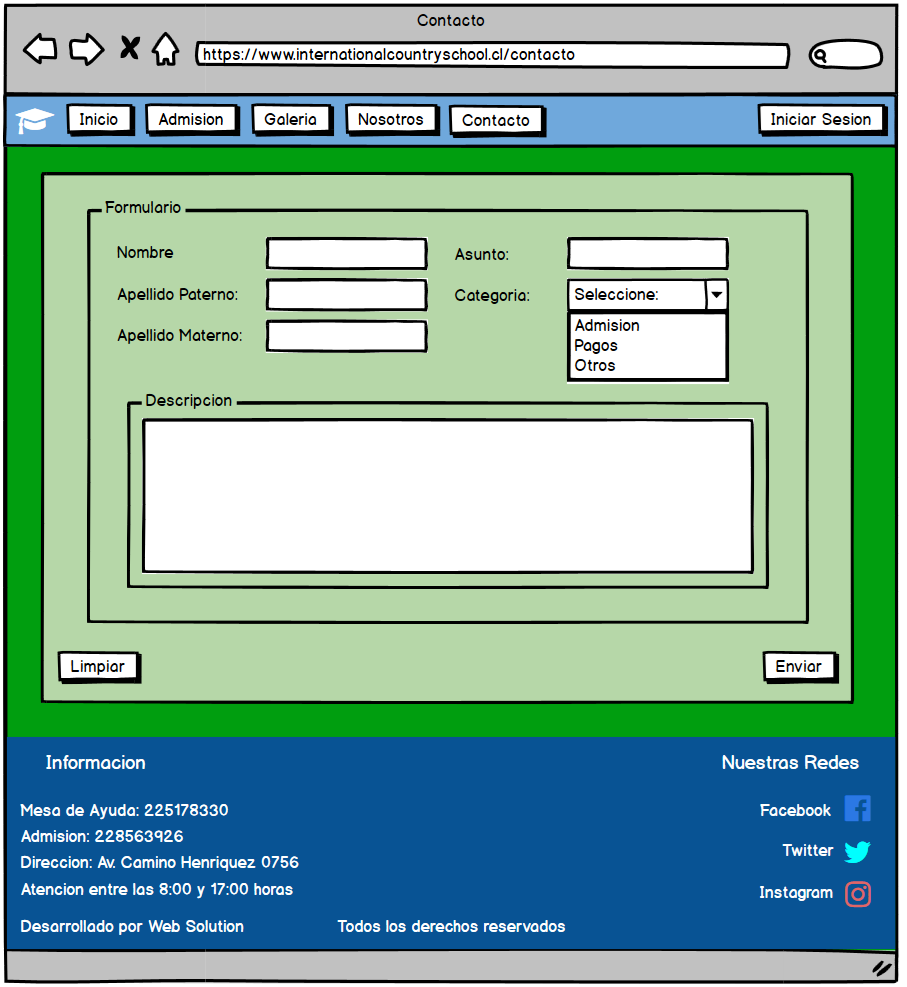 Contacto
https://www.internationalcountryschool.cl/contacto
Inicio
Admision
Galeria
Nosotros
Contacto
Iniciar Sesion
Formulario
Nombre
Asunto:
Apellido Paterno:
Categoria:
Seleccione:
Apellido Materno:
Admision
Pagos
Otros
Descripcion
Limpiar
Enviar
Informacion
Nuestras Redes
Mesa de Ayuda: 225178330
Facebook
Admision: 228563926
Twitter
Direccion: Av. Camino Henriquez 0756
Atencion entre las 8:00 y 17:00 horas
Instagram
Desarrollado por Web Solution
Todos los derechos reservados